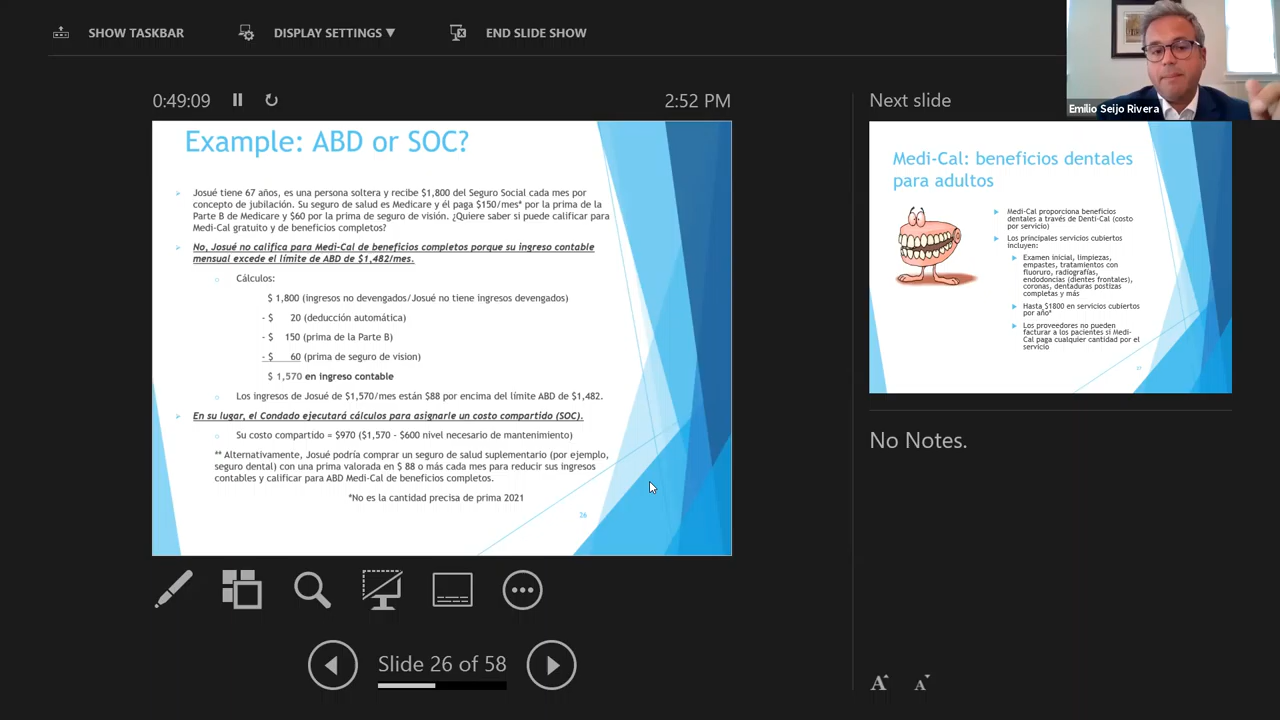 SHOW TASKBAR
DISPLAY SETTINGS ▼
END SLIDE SHOW
Emilio Seijo Rivera
0:49:09
2:52 PM
Example: ABD or SOC?
Josué tiene 67 años, es una persona soltera y recibe $1,800 del Seguro Social cada mes por
concepto de jubilación. Su seguro de salud es Medicare y él paga $150/mes* por la prima de la
Parte B de Medicare y $60 por la prima de seguro de visión. ¿Quiere saber si puede calificar para
Medi-Cal gratuito y de beneficios completos?
No, Josué no califica para Medi-Cal de beneficios completos porque su ingreso contable
mensual excede el límite de ABD de $1,482/mes.
Cálculos:
$ 1,800 (ingresos no devengados/Josué no tiene ingresos devengados)
- $ 20 (deducción automática)
- $ 150 (prima de la Parte B)
- $ 60 (prima de seguro de vision)
$ 1,570 en ingreso contable
Los ingresos de Josué de $1,570/mes están $88 por encima del límite ABD de $1,482.
En su lugar, el Condado ejecutará cálculos para asignarle un costo compartido (SOC).
Su costo compartido = $970 ($1,570 - $600 nivel necesario de mantenimiento)
** Alternativamente, Josué podría comprar un seguro de salud suplementario (por ejemplo,
seguro dental) con una prima valorada en $ 88 o más cada mes para reducir sus ingresos
contables y calificar para ABD Medi-Cal de beneficios completos.
*No es la cantidad precisa de prima 2021
26
Slide 26 of 58
Next slide
Medi-Cal: beneficios dentales
para adultos
Medi-Cal proporciona beneficios
dentales a través de Denti-Cal (costo
por servicio)
Los principales servicios cubiertos
incluyen:
Examen inicial, limpiezas,
empastes, tratamientos con
fluoruro, radiografías,
endodoncias (dientes frontales),
coronas, dentaduras postizas
completas y más
Hasta $1800 en servicios cubiertos
por año*
Los proveedores no pueden
facturar a los pacientes si Medi-
Cal paga cualquier cantidad por el
servicio
27
No Notes.
A A